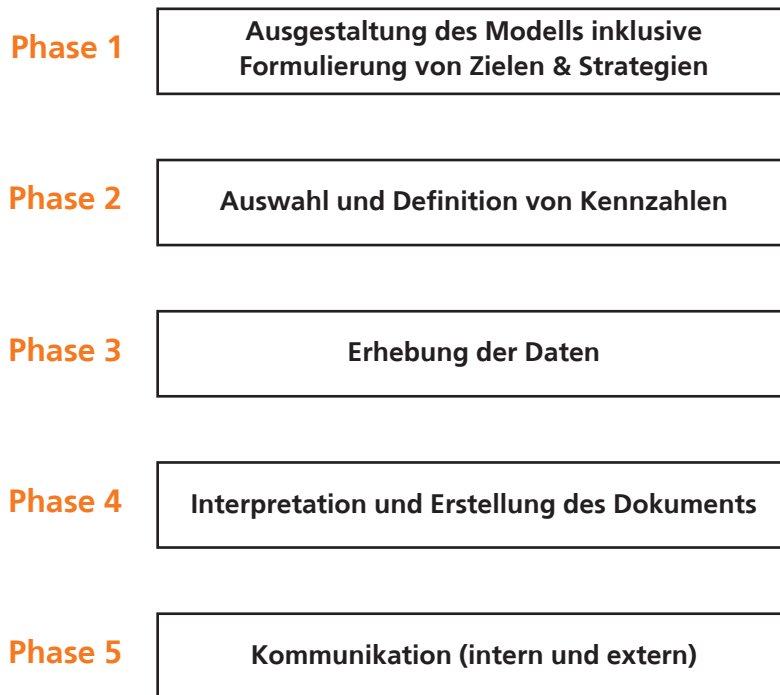 Phase 1
Ausgestaltung des Modells inklusive
Formulierung von Zielen & Strategien
Phase 2
Auswahl und Definition von Kennzahlen
Phase 3
Erhebung der Daten
Phase 4
Interpretation und Erstellung des Dokuments
Phase 5
Kommunikation (intern und extern)